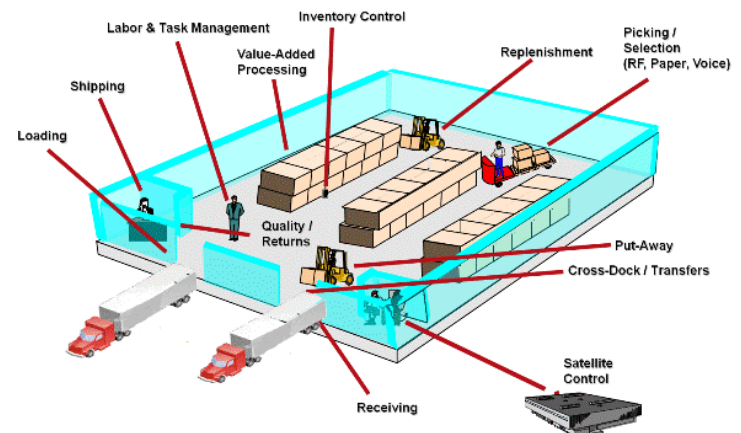 Inventory Control
Labor & Task Management
Picking /
Selection
(RF, Paper, Voice)
Value-Added
Processing
Replenishment
Shipping
Loading
Quality /
Returns
Put-Away
Cross-Dock / Transfers
Satellite
Control
Receiving